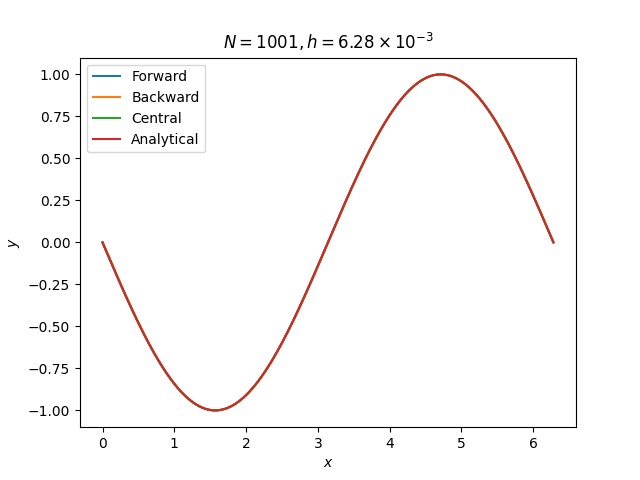 N = 1001, h = 6.28 × 10⁻³
Forward
Backward
Central
Analytical
1.00
0.75
0.50
0.25
0.00
−0.25
−0.50
−0.75
−1.00
y
0 1 2 3 4 5 6
x